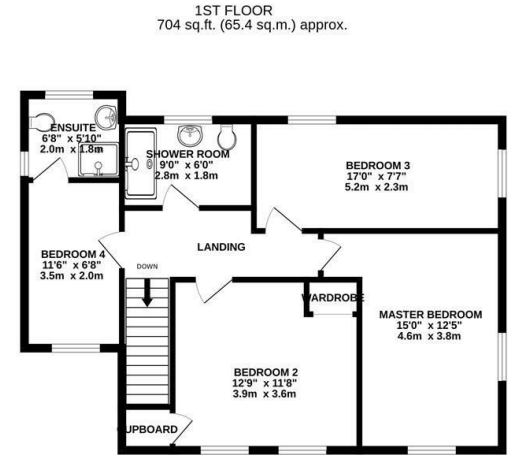 1ST FLOOR
704 sq.ft. (65.4 sq.m.) approx.
ENSUITE
6'8" x 5'10"
2.0m x 1.8m
SHOWER ROOM
9'0" x 6'0"
2.8m x 1.8m
BEDROOM 3
17'0" x 7'7"
5.2m x 2.3m
BEDROOM 4
11'6" x 6'8"
3.5m x 2.0m
LANDING
DOWN
WARDROBE
MASTER BEDROOM
15'0" x 12'5"
4.6m x 3.8m
BEDROOM 2
12'9" x 11'8"
3.9m x 3.6m
CUPBOARD